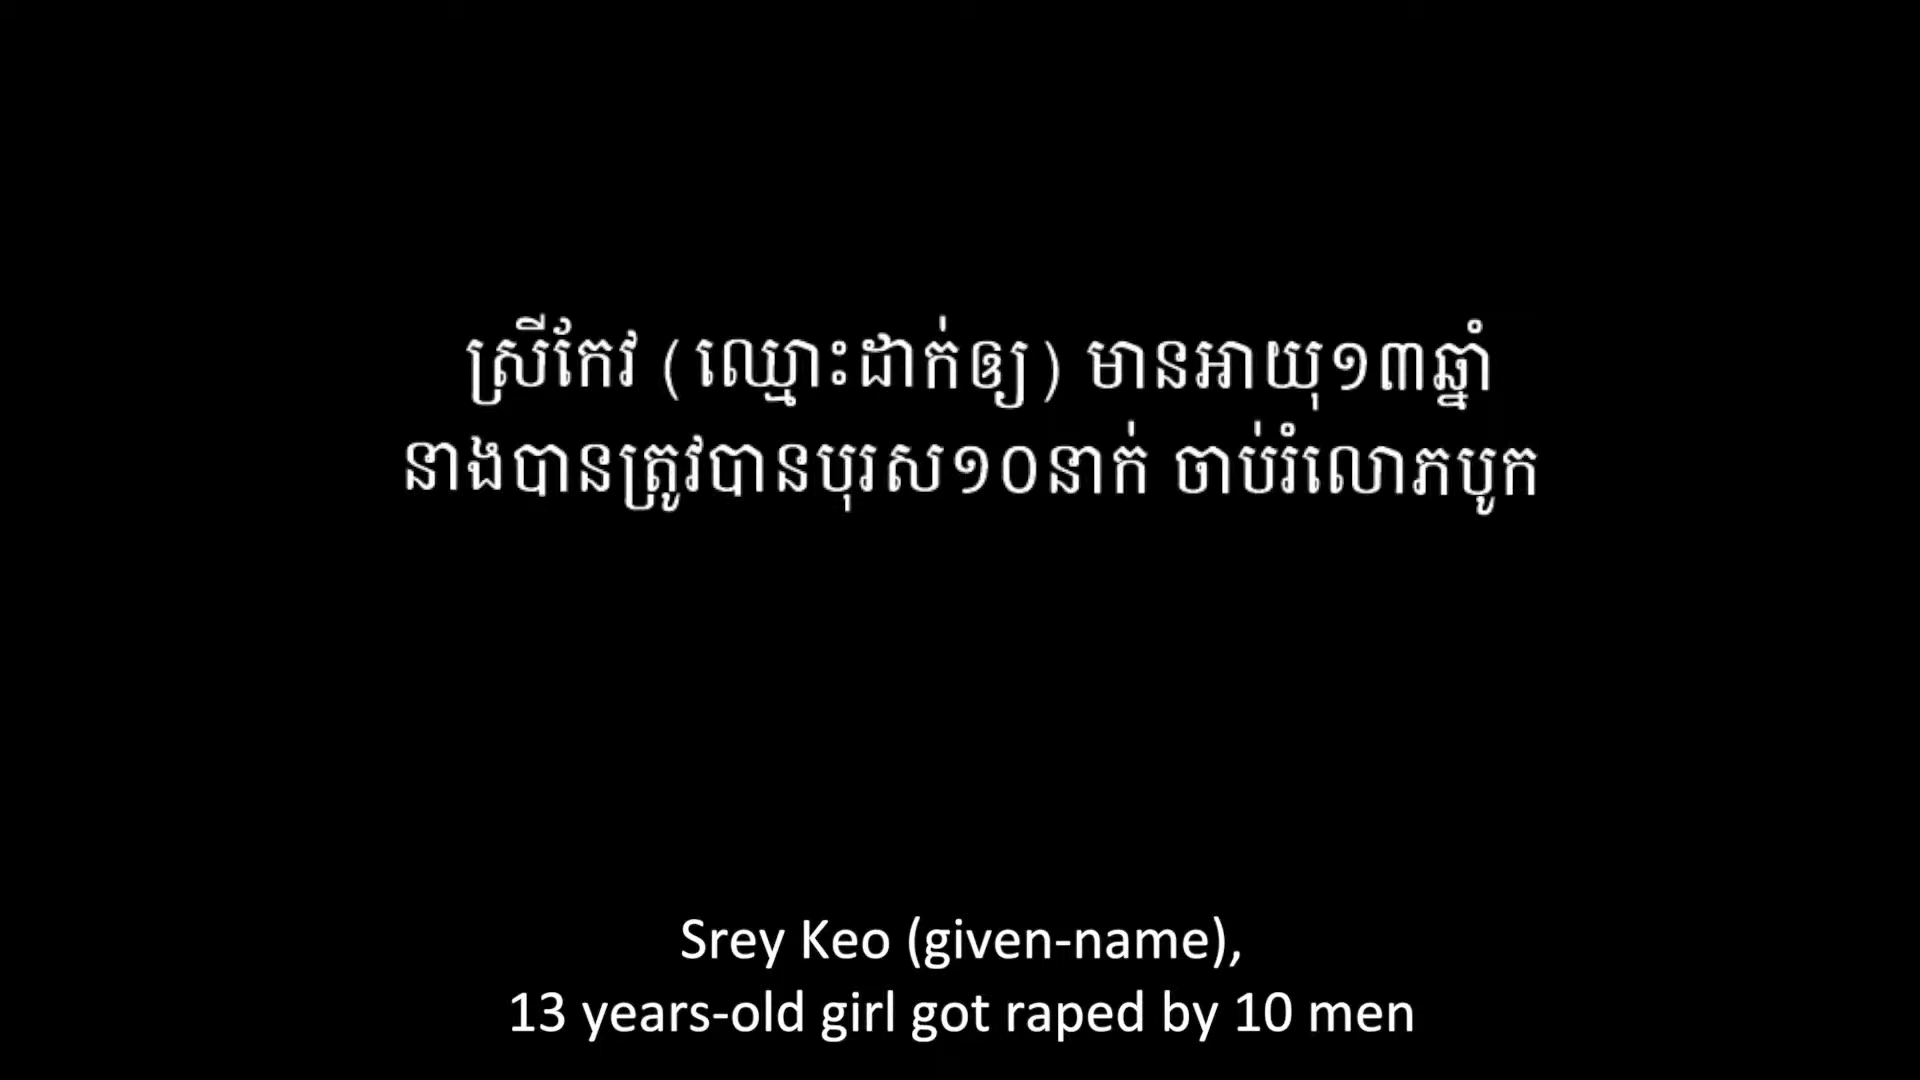 ស្រីកែវ (ឈ្មោះដាក់ឲ្យ) មានអាយុ១៣ឆ្នាំ
នាងបានត្រូវបានបុរស១០នាក់ ចាប់រំលោភបូក
Srey Keo (given-name),
13 years-old girl got raped by 10 men